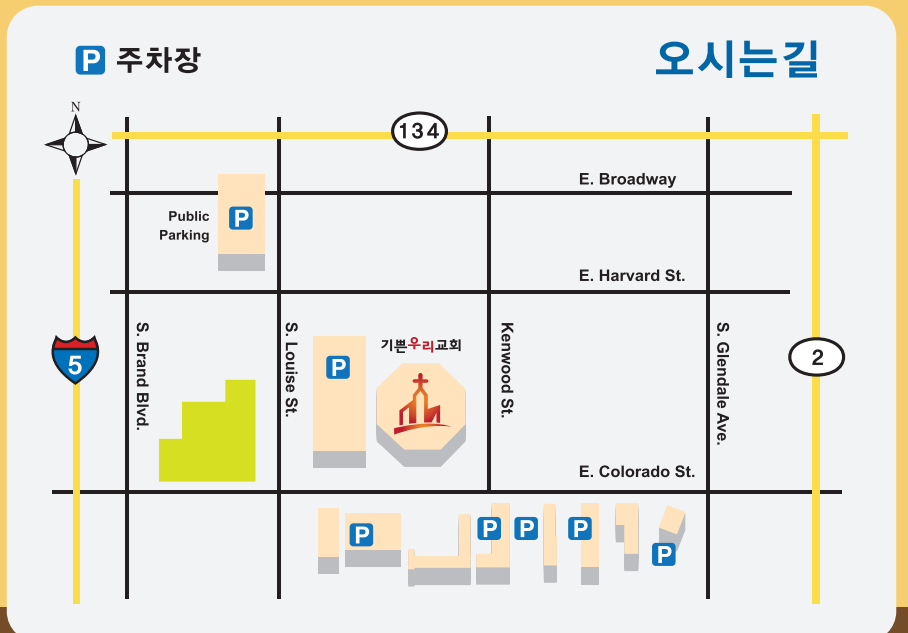 P 주차장
오시는길
N
134
E. Broadway
Public
Parking
P
E. Harvard St.
S. Brand Blvd.
S. Louise St.
기쁜우리교회
Kenwood St.
S. Glendale Ave.
5
P
2
E. Colorado St.
P
P
P
P
P